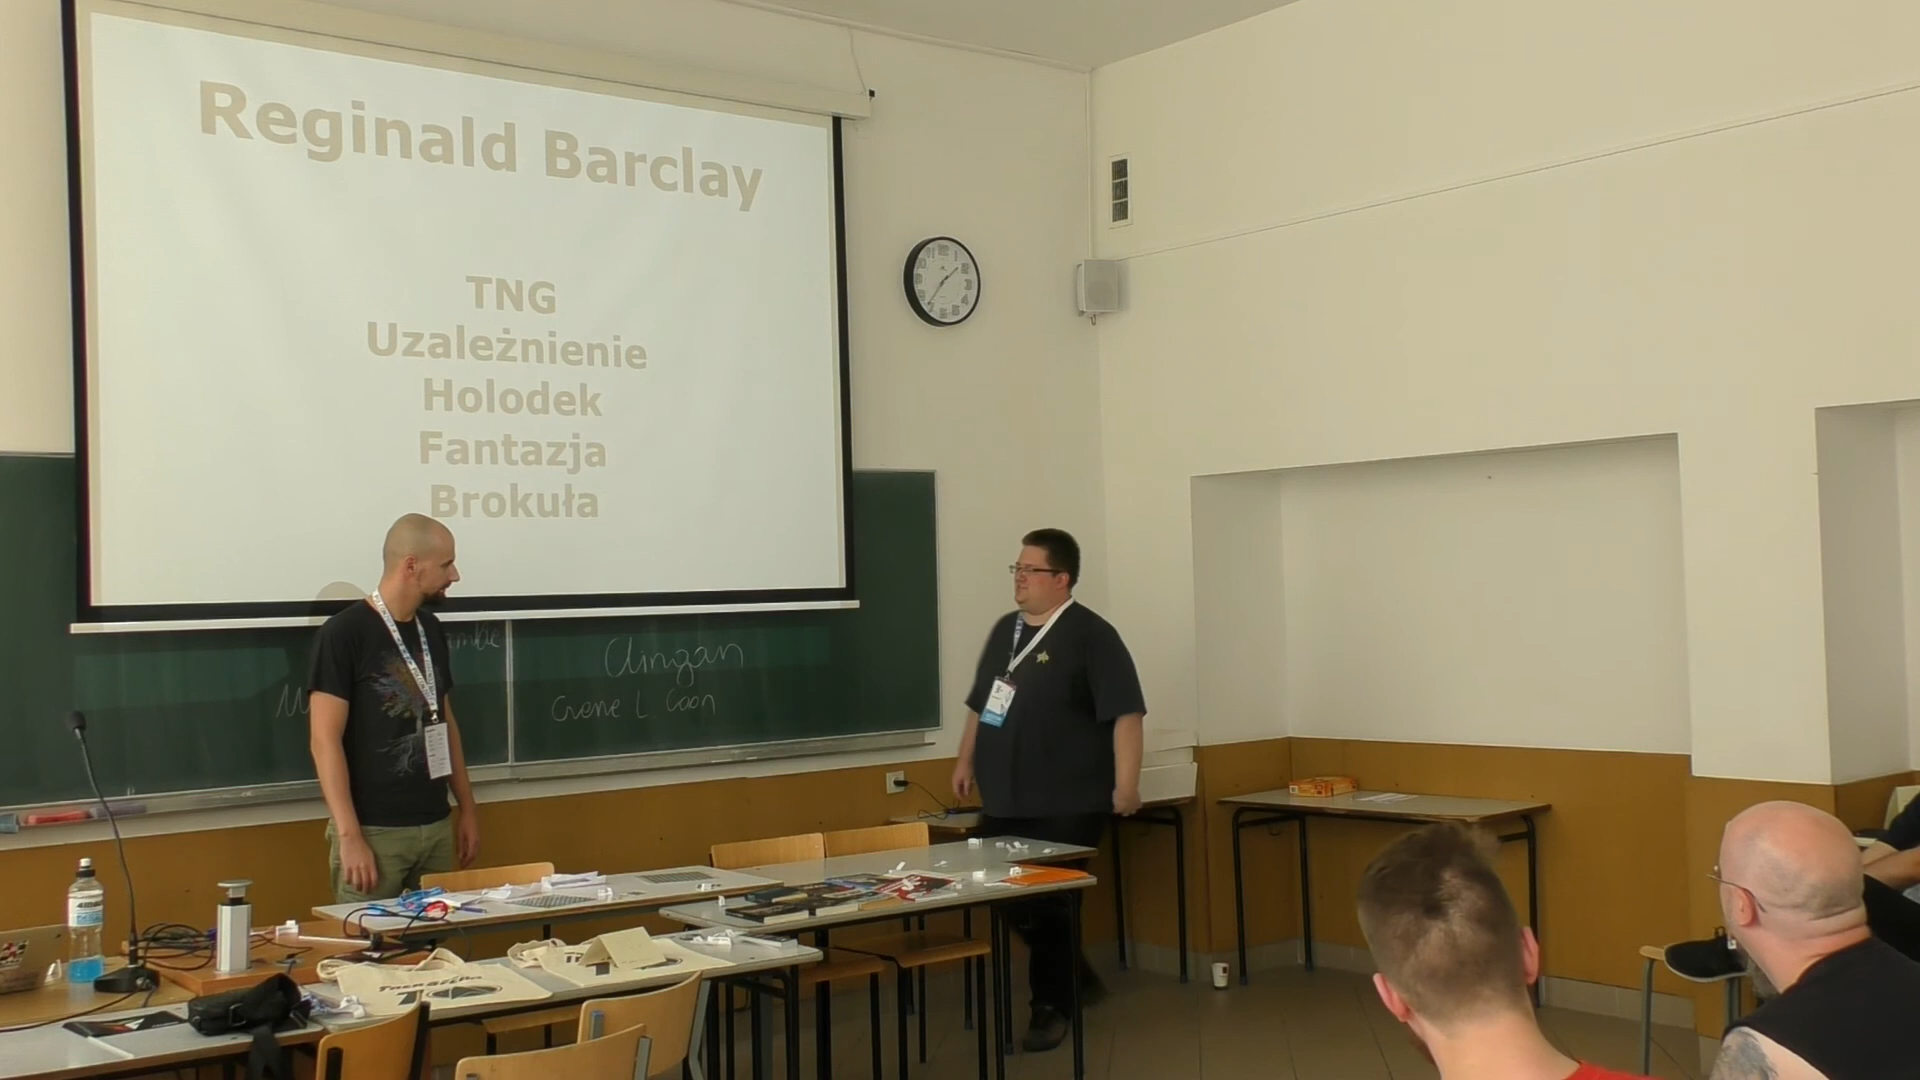 Reginald Barclay
TNG
Uzależnienie
Holodek
Fantazja
Brokuła
Clingan
Gene L. Coon